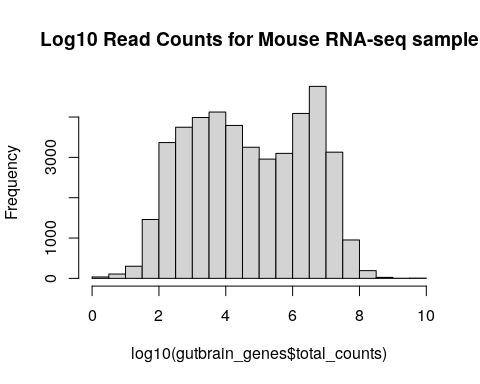 Log10 Read Counts for Mouse RNA-seq sample
Frequency
3000
1000
0
0 2 4 6 8 10
log10(gutbrain_genes$total_counts)